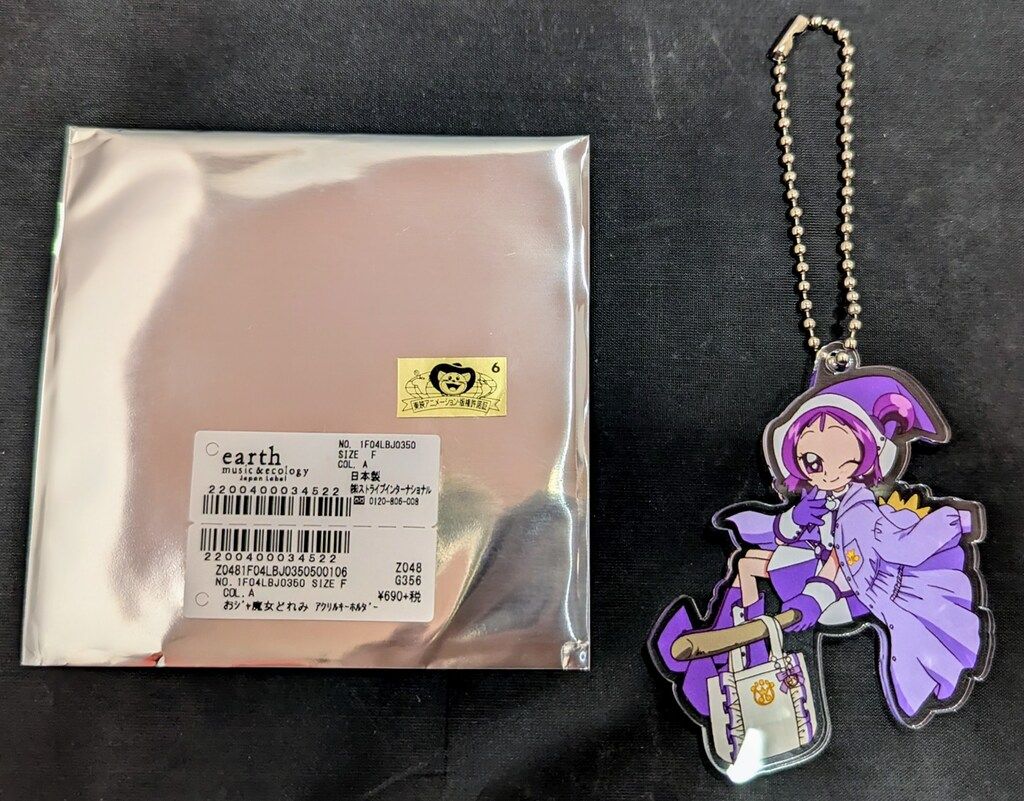 6
東映アニメーション版権許諾証
earth
music&ecology
Japan Label
NO. 1F04LBJ0350
SIZE F
COL. A
日本製
㈱ストライプインターナショナル
0120-806-008
2200400034522
2200400034522
Z0481F04LBJ0350500106
Z048
NO. 1F04LBJ0350 SIZE F
G356
COL. A
¥690+税
おジャ魔女どれみ アクリルキーホルダー